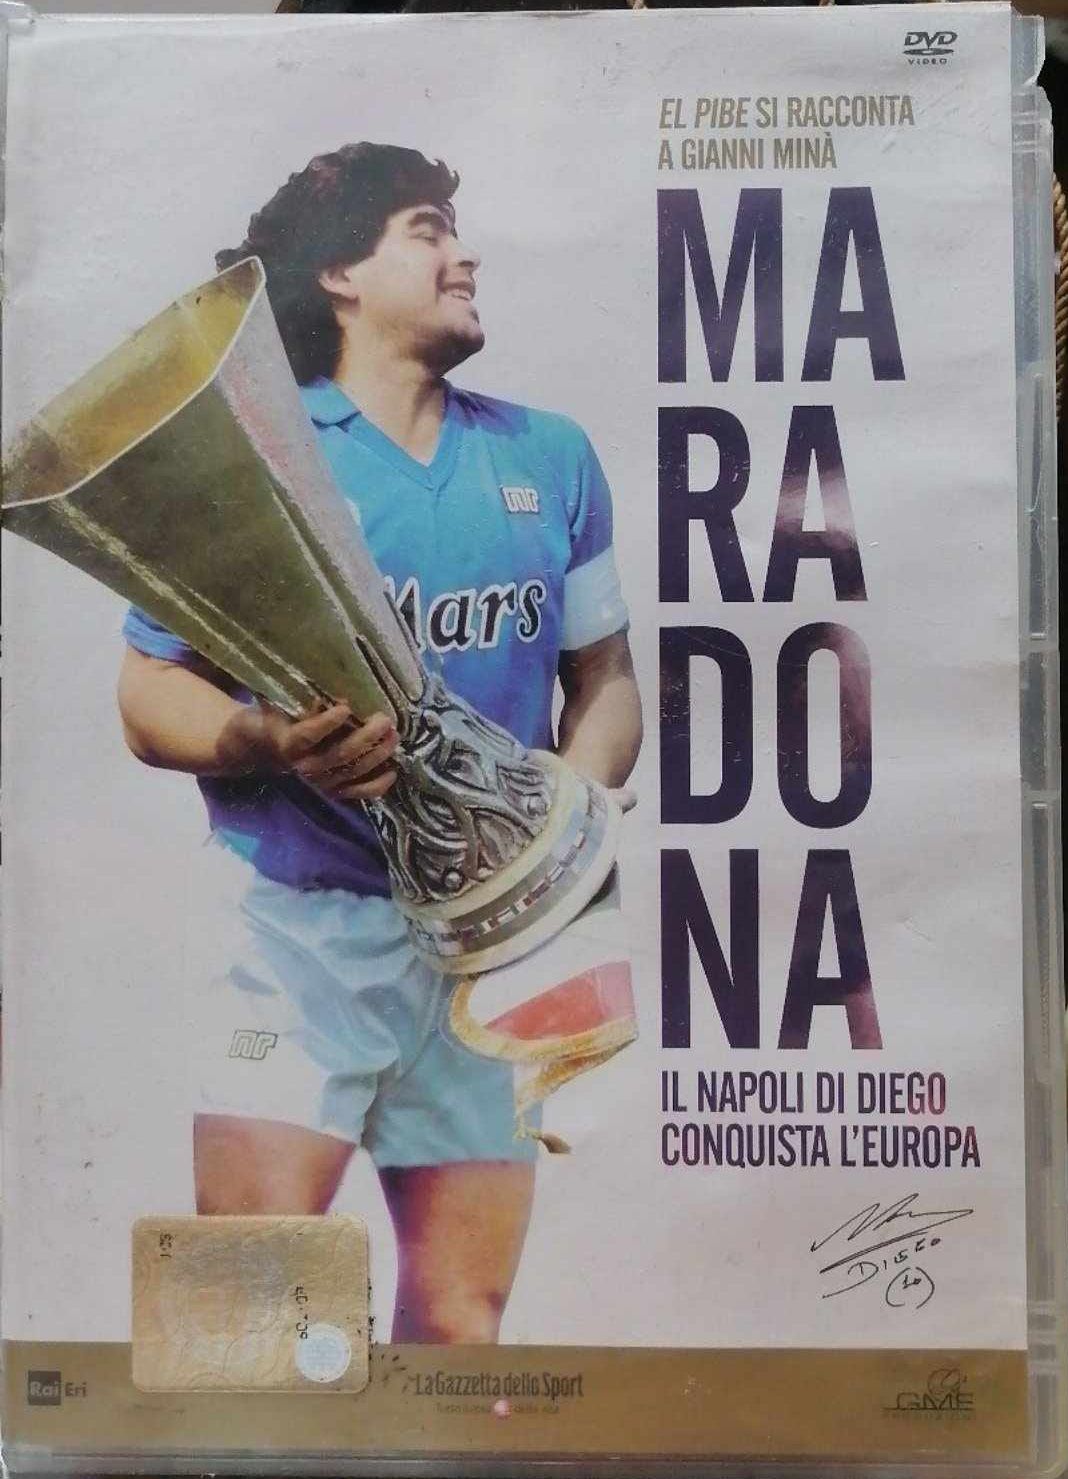 DVD
VIDEO
EL PIBE SI RACCONTA
A GIANNI MINÀ
MA
RA
DO
NA
Mars
IL NAPOLI DI DIEGO
CONQUISTA L'EUROPA
DIEGO
(10)
Rai Eri
La Gazzetta dello Sport
GME